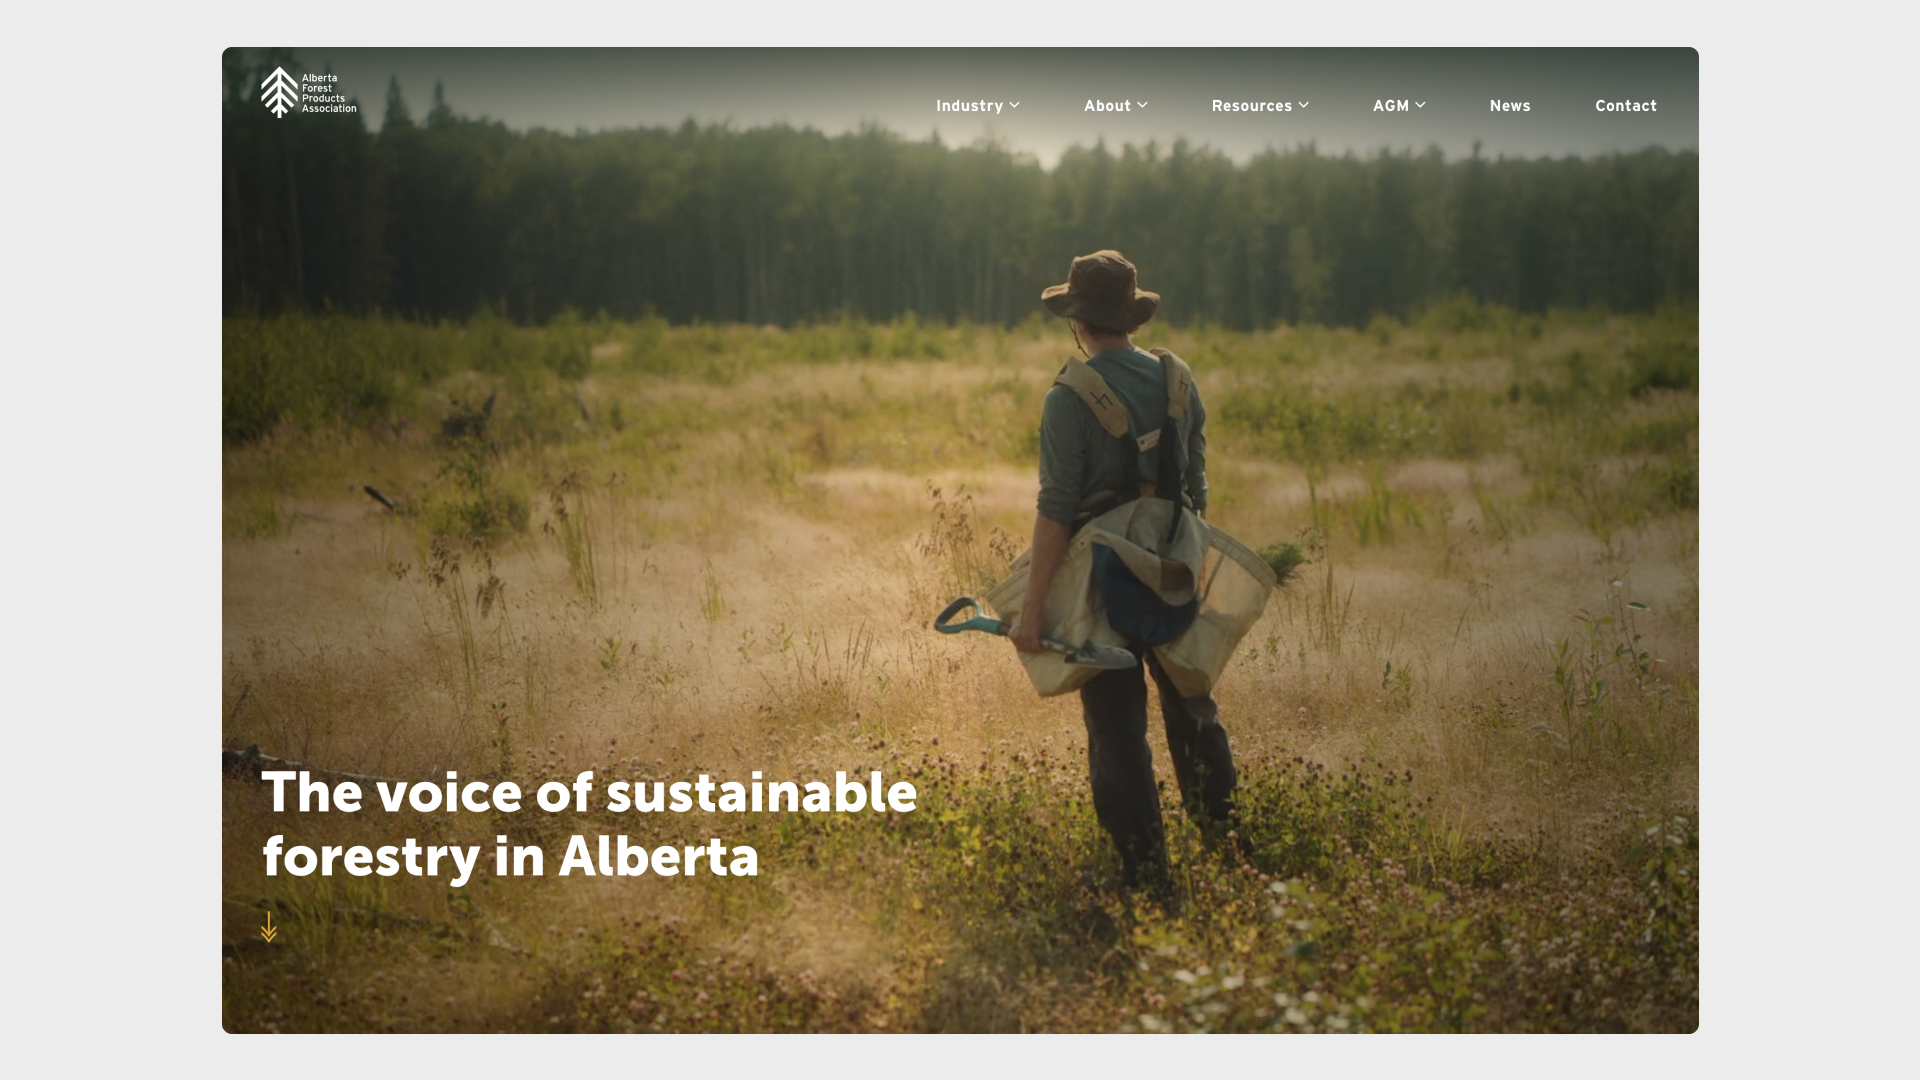 Alberta
Forest
Products
Association
Industry
About
Resources
AGM
News
Contact
The voice of sustainable
forestry in Alberta